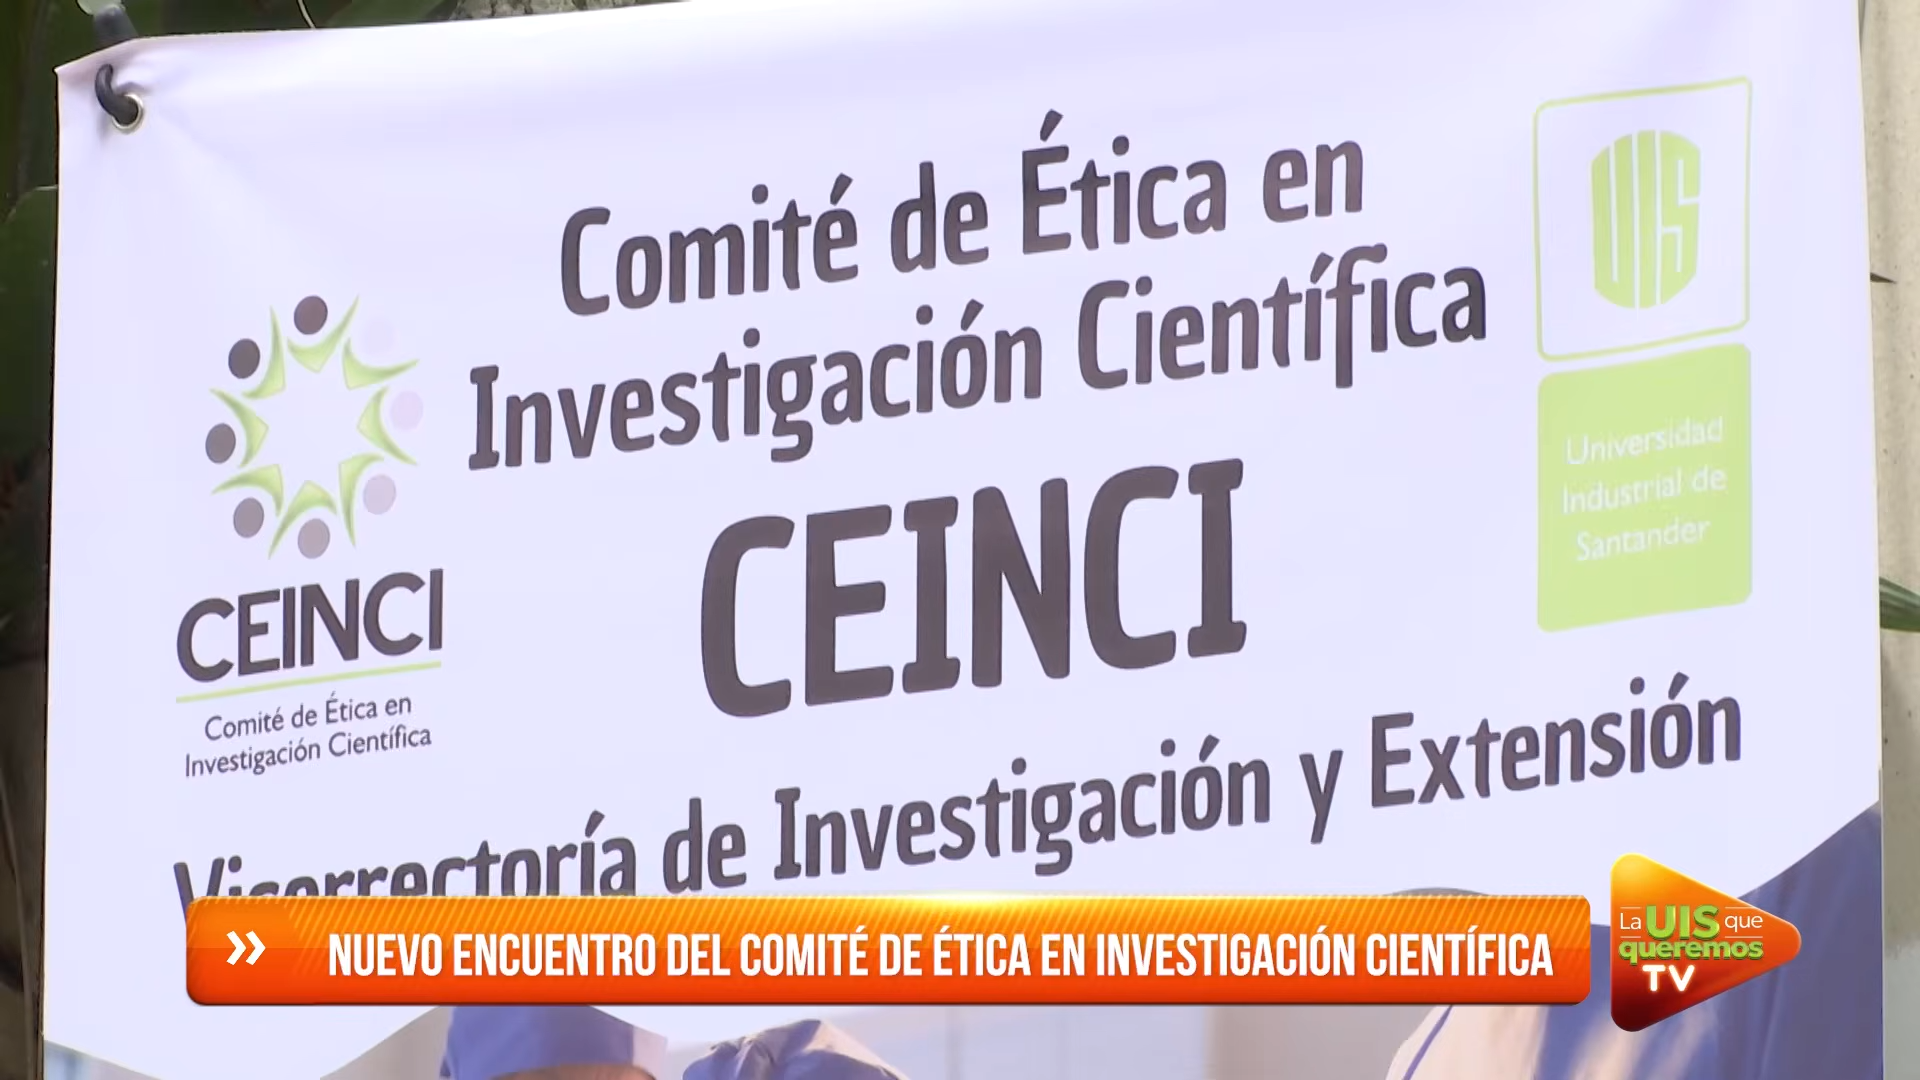 Comité de Ética en
Investigación Científica
CEINCI
UIS
Universidad
Industrial de
Santander
CEINCI
Comité de Ética en
Investigación Científica
Vicerrectoría de Investigación y Extensión
» NUEVO ENCUENTRO DEL COMITÉ DE ÉTICA EN INVESTIGACIÓN CIENTÍFICA
La UIS que
queremos
TV